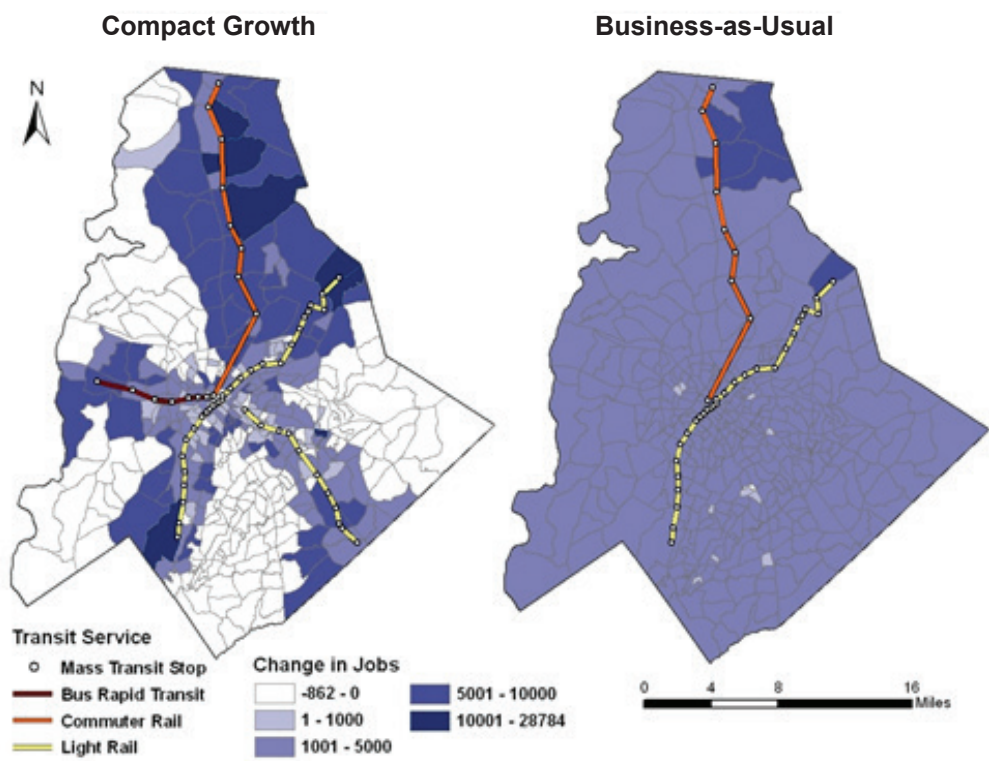 Compact Growth
Business-as-Usual
N
Transit Service
Mass Transit Stop
Bus Rapid Transit
Commuter Rail
Light Rail
Change in Jobs
-862 - 0
1 - 1000
1001 - 5000
5001 - 10000
10001 - 28784
0 4 8 12 16
Miles